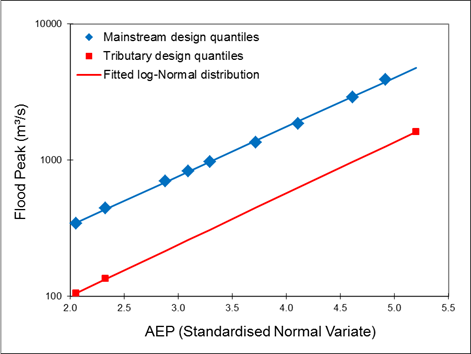 10000
Mainstream design quantiles
Tributary design quantiles
Fitted log-Normal distribution
1000
100
Flood Peak (m³/s)
2.0 2.5 3.0 3.5 4.0 4.5 5.0 5.5
AEP (Standardised Normal Variate)